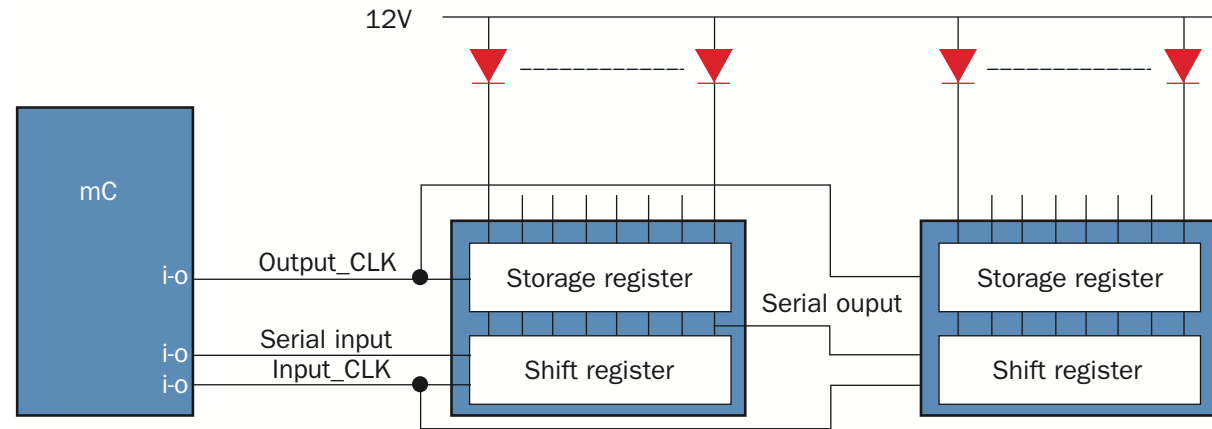 12V
mC
i-o
Output_CLK
Storage register
Storage register
Serial ouput
i-o
Serial input
Shift register
Shift register
i-o
Input_CLK